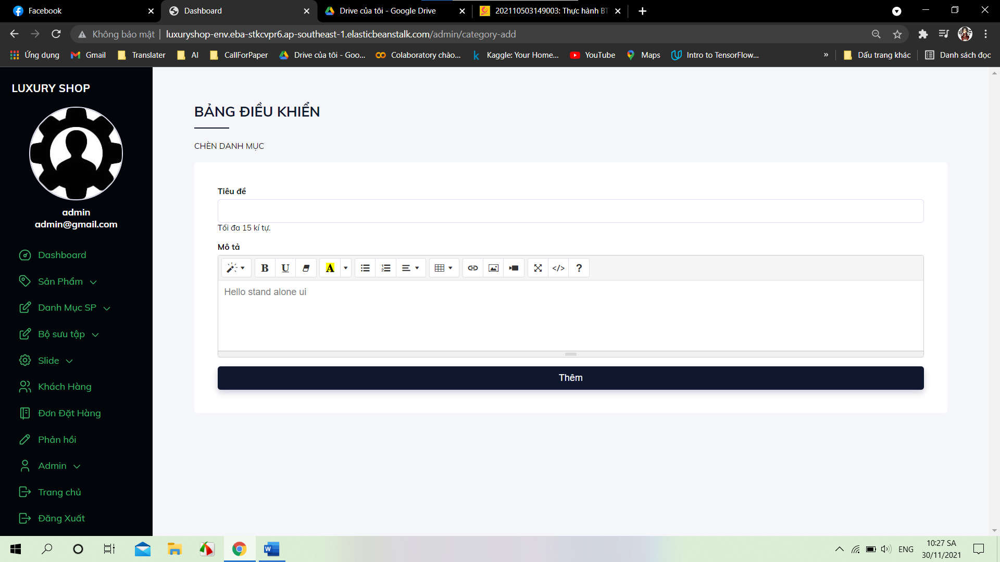 Facebook
Dashboard
Drive của tôi - Google Drive
202110503149003: Thực hành BT
Không bảo mật
luxuryshop-env.eba-stkcvpr6.ap-southeast-1.elasticbeanstalk.com/admin/category-add
Ứng dụng
Gmail
Translater
AI
CallForPaper
Drive của tôi - Goo...
Colaboratory chào...
Kaggle: Your Home...
YouTube
Maps
Intro to TensorFlow...
»
Dấu trang khác
Danh sách đọc
LUXURY SHOP
admin
admin@gmail.com
Dashboard
Sản Phẩm
Danh Mục SP
Bộ sưu tập
Slide
Khách Hàng
Đơn Đặt Hàng
Phản hồi
Admin
Trang chủ
Đăng Xuất
BẢNG ĐIỀU KHIỂN
CHÈN DANH MỤC
Tiêu đề
Tối đa 15 kí tự.
Mô tả
B U A </> ?
Hello stand alone ui
Thêm
ENG
10:27 SA
30/11/2021